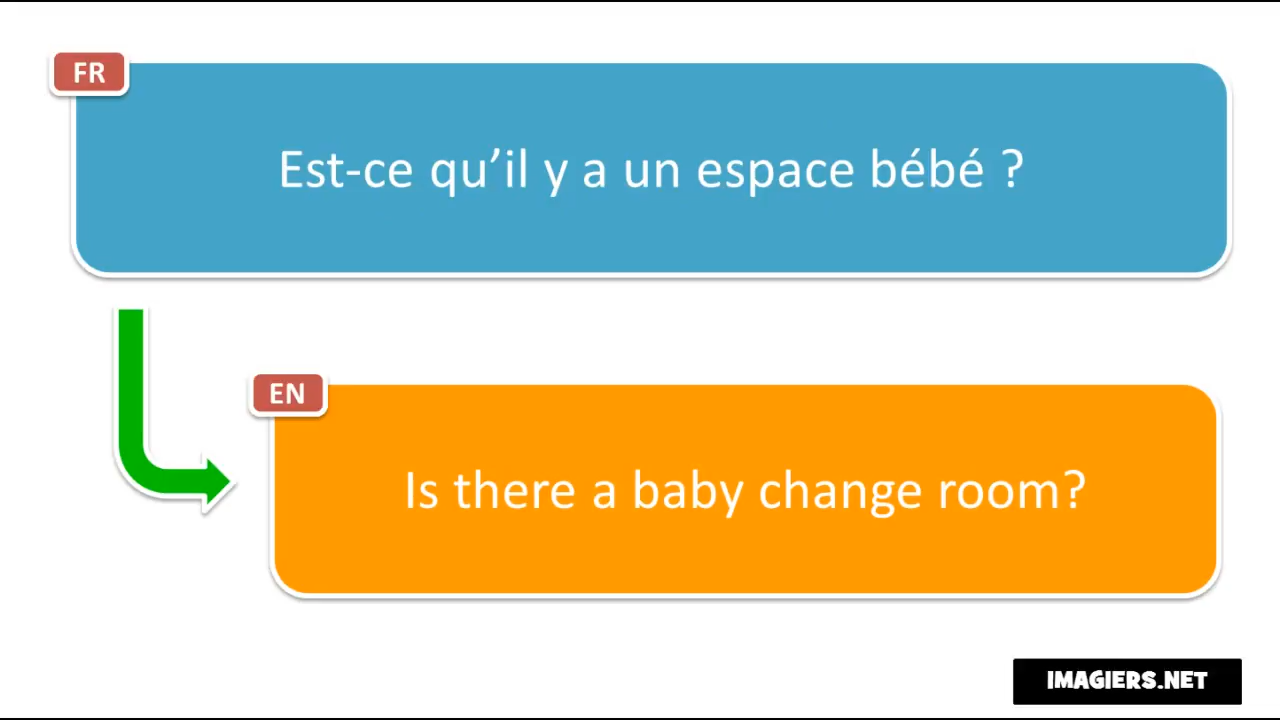 FR
Est-ce qu’il y a un espace bébé ?
EN
Is there a baby change room?
IMAGIERS.NET